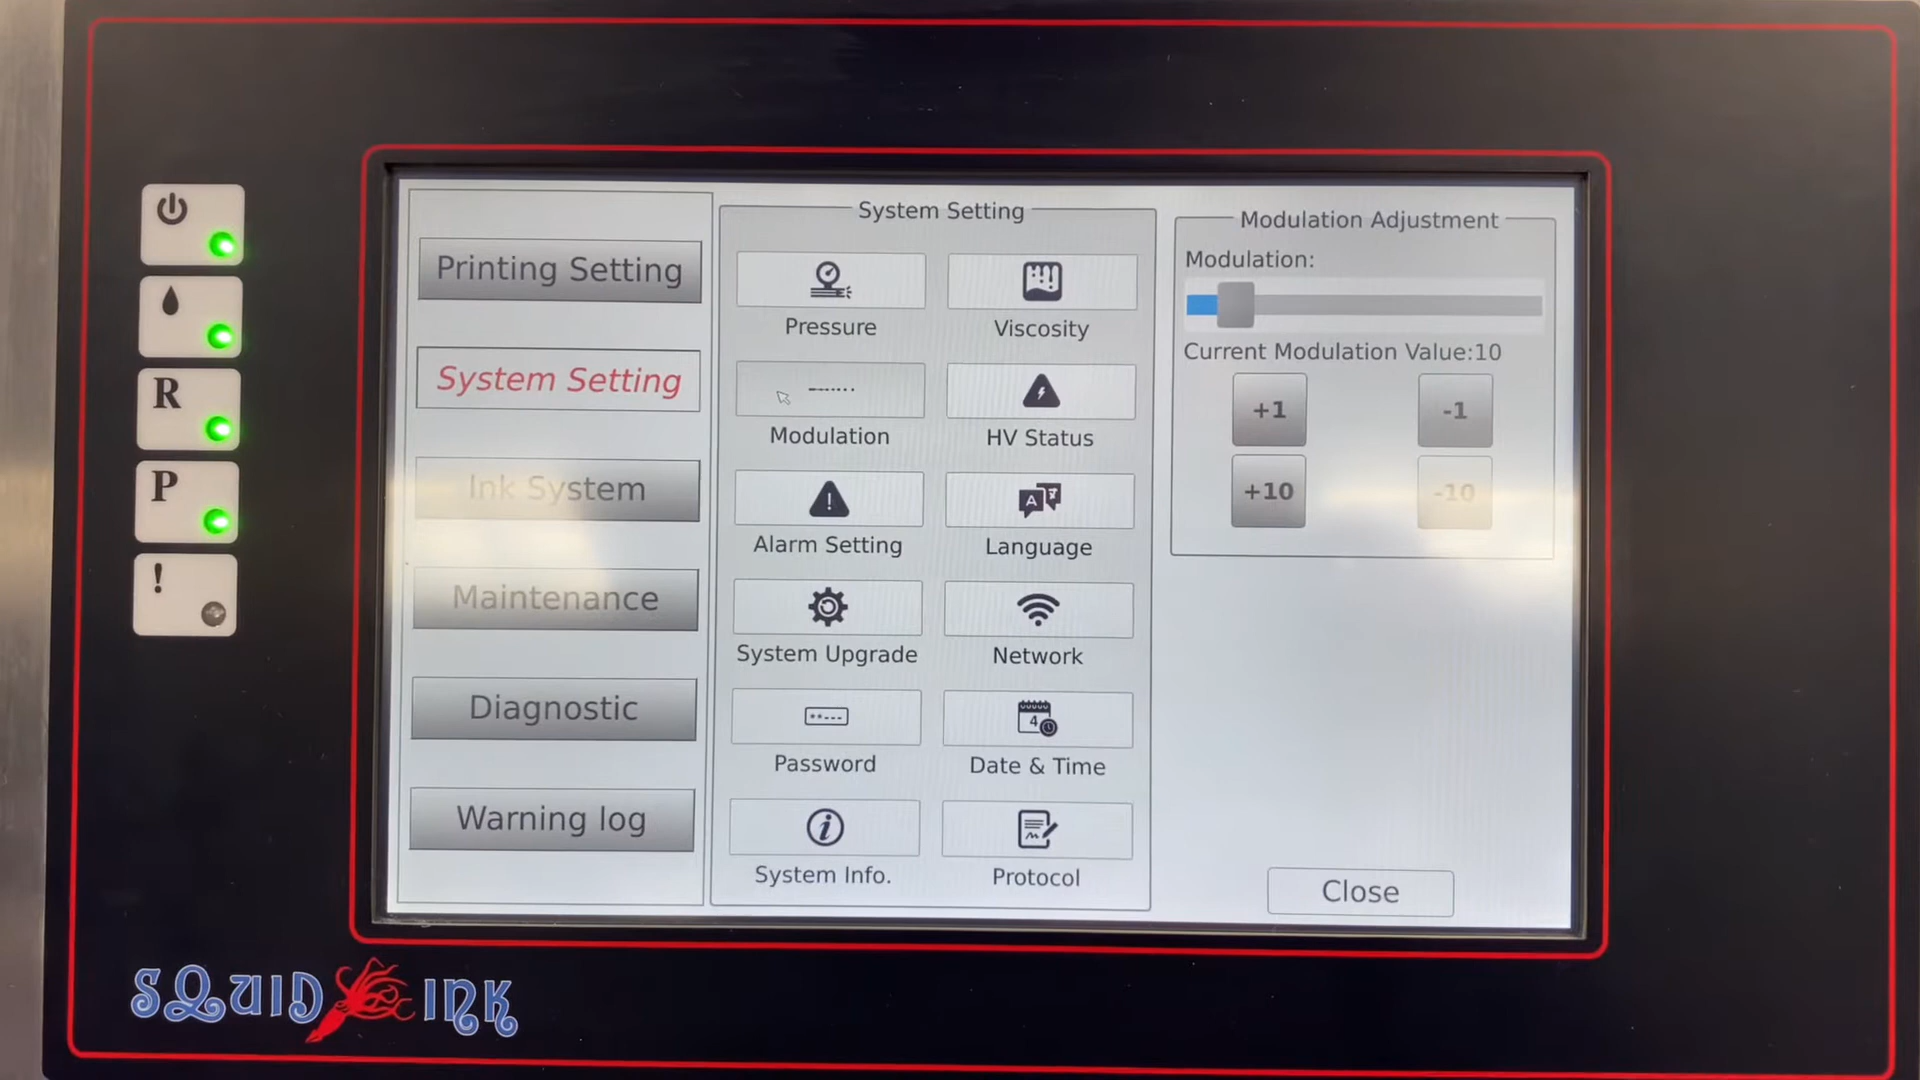 R
P
!
Printing Setting
System Setting
Ink System
Maintenance
Diagnostic
Warning log
System Setting
Pressure
Viscosity
Modulation
HV Status
Alarm Setting
Language
System Upgrade
Network
Password
Date & Time
System Info.
Protocol
Modulation Adjustment
Modulation:
Current Modulation Value:10
+1
-1
+10
-10
Close
SQUID INK